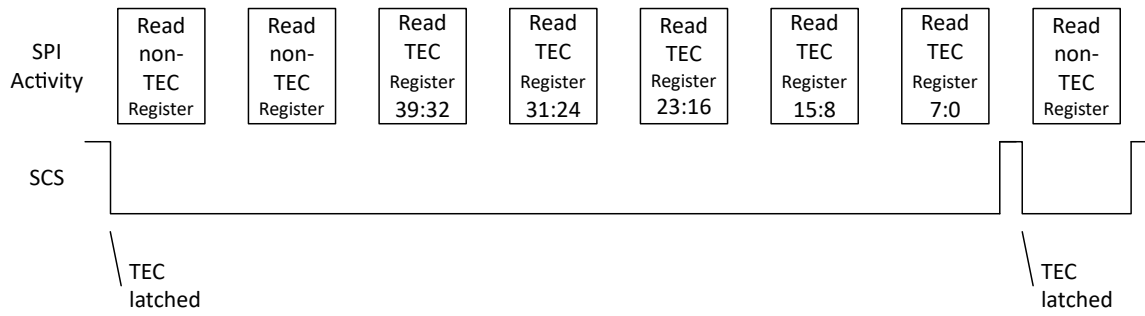 SPI
Activity
Read
non-
TEC
Register
Read
non-
TEC
Register
Read
TEC
Register
39:32
Read
TEC
Register
31:24
Read
TEC
Register
23:16
Read
TEC
Register
15:8
Read
TEC
Register
7:0
Read
non-
TEC
Register
SCS
TEC
latched
TEC
latched